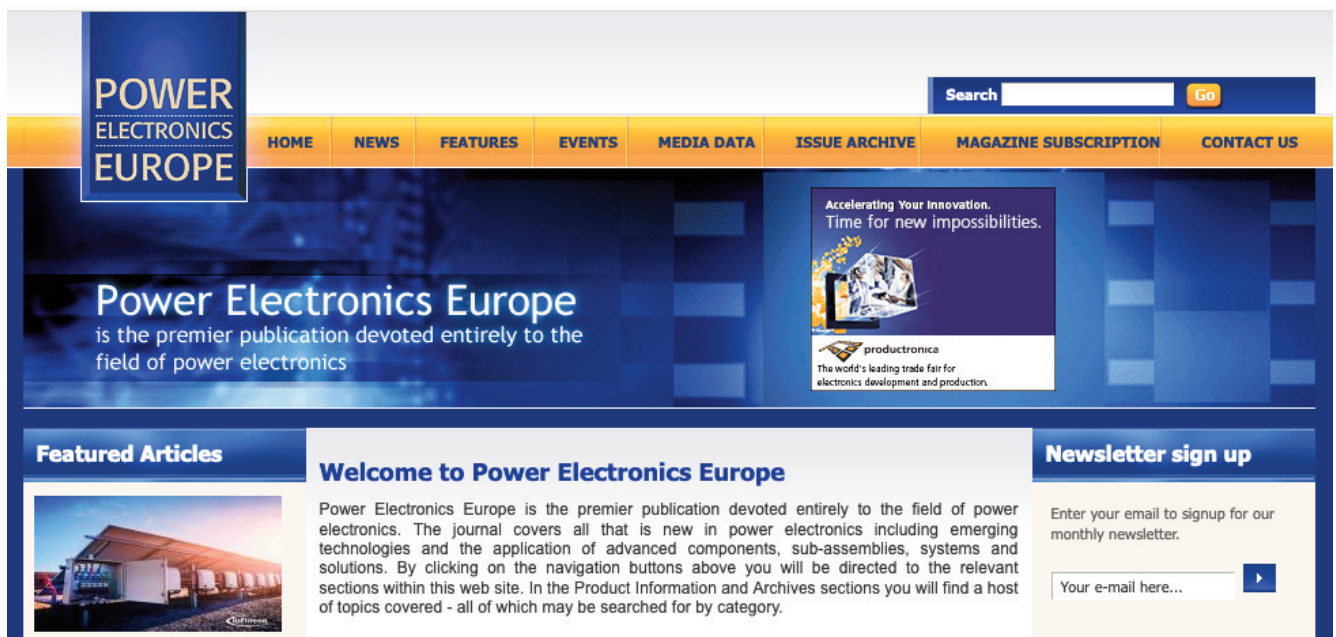 POWER
ELECTRONICS
EUROPE
Search
Go
HOME
NEWS
FEATURES
EVENTS
MEDIA DATA
ISSUE ARCHIVE
MAGAZINE SUBSCRIPTION
CONTACT US
Power Electronics Europe
is the premier publication devoted entirely to the
field of power electronics
Accelerating Your Innovation.
Time for new impossibilities.
productronica
The world's leading trade fair for
electronics development and production.
Featured Articles
Infineon
Welcome to Power Electronics Europe
Power Electronics Europe is the premier publication devoted entirely to the field of power
electronics. The journal covers all that is new in power electronics including emerging
technologies and the application of advanced components, sub-assemblies, systems and
solutions. By clicking on the navigation buttons above you will be directed to the relevant
sections within this web site. In the Product Information and Archives sections you will find a host
of topics covered - all of which may be searched for by category.
Newsletter sign up
Enter your email to signup for our
monthly newsletter.
Your e-mail here...